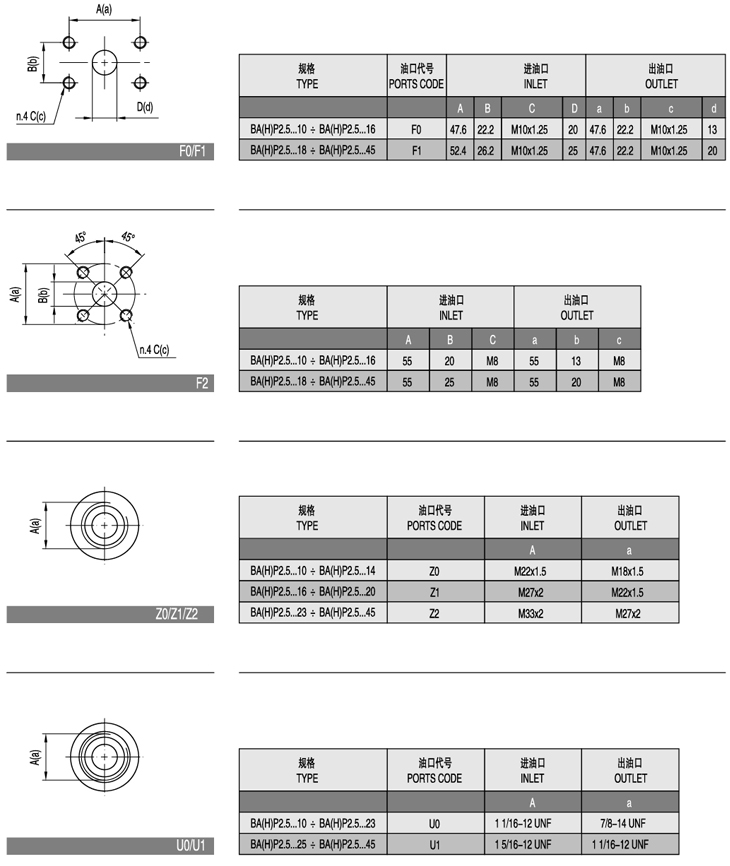 A(a)
B(b)
D(d)
n.4 C(c)
F0/F1
规格 油口代号 进油口 出油口
TYPE PORTS CODE INLET OUTLET
A B C D a b c d
BA(H)P2.5...10 ÷ BA(H)P2.5...16 F0 47.6 22.2 M10x1.25 20 47.6 22.2 M10x1.25 13
BA(H)P2.5...18 ÷ BA(H)P2.5...45 F1 52.4 26.2 M10x1.25 25 47.6 22.2 M10x1.25 20
45° 45°
A(a)
B(b)
n.4 C(c)
F2
规格 进油口 出油口
TYPE INLET OUTLET
A B C a b c
BA(H)P2.5...10 ÷ BA(H)P2.5...16 55 20 M8 55 13 M8
BA(H)P2.5...18 ÷ BA(H)P2.5...45 55 25 M8 55 20 M8
A(a)
Z0/Z1/Z2
规格 油口代号 进油口 出油口
TYPE PORTS CODE INLET OUTLET
A a
BA(H)P2.5...10 ÷ BA(H)P2.5...14 Z0 M22x1.5 M18x1.5
BA(H)P2.5...16 ÷ BA(H)P2.5...20 Z1 M27x2 M22x1.5
BA(H)P2.5...23 ÷ BA(H)P2.5...45 Z2 M33x2 M27x2
A(a)
U0/U1
规格 油口代号 进油口 出油口
TYPE PORTS CODE INLET OUTLET
A a
BA(H)P2.5...10 ÷ BA(H)P2.5...23 U0 1 1/16-12 UNF 7/8-14 UNF
BA(H)P2.5...25 ÷ BA(H)P2.5...45 U1 1 5/16-12 UNF 1 1/16-12 UNF